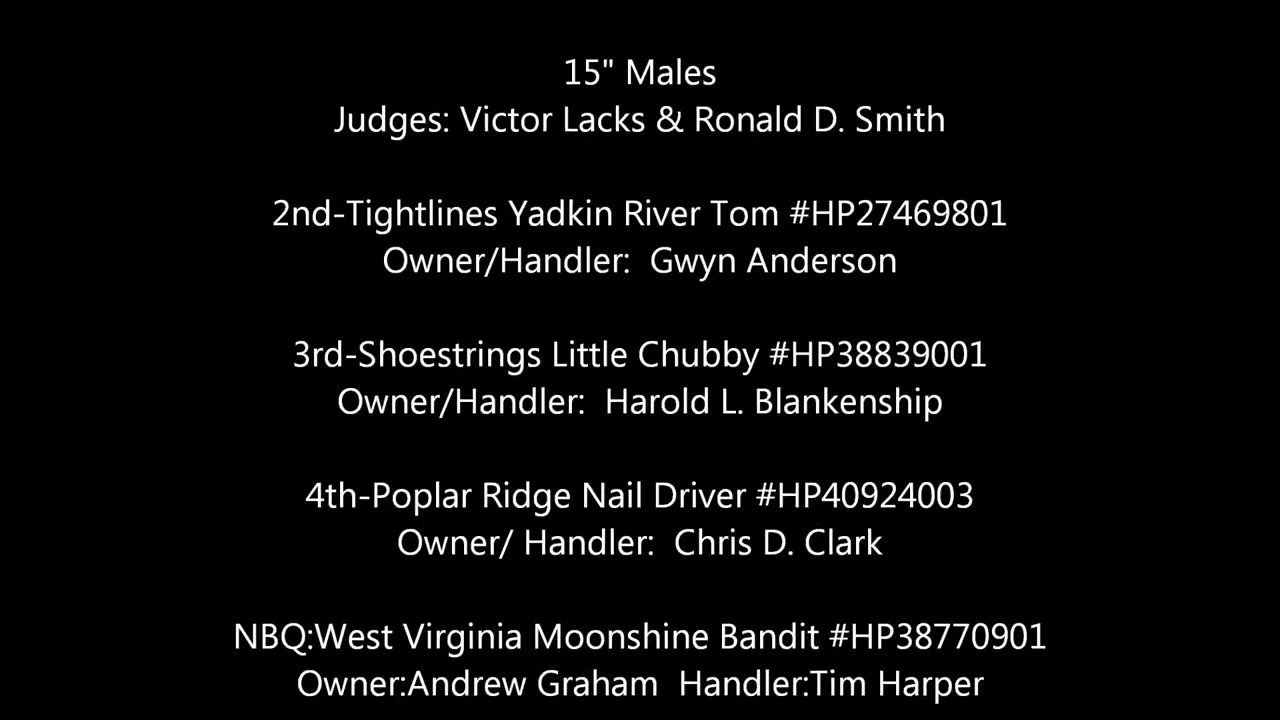 15" Males
Judges: Victor Lacks & Ronald D. Smith
2nd-Tightlines Yadkin River Tom #HP27469801
Owner/Handler:  Gwyn Anderson
3rd-Shoestrings Little Chubby #HP38839001
Owner/Handler:  Harold L. Blankenship
4th-Poplar Ridge Nail Driver #HP40924003
Owner/ Handler:  Chris D. Clark
NBQ:West Virginia Moonshine Bandit #HP38770901
Owner:Andrew Graham  Handler:Tim Harper